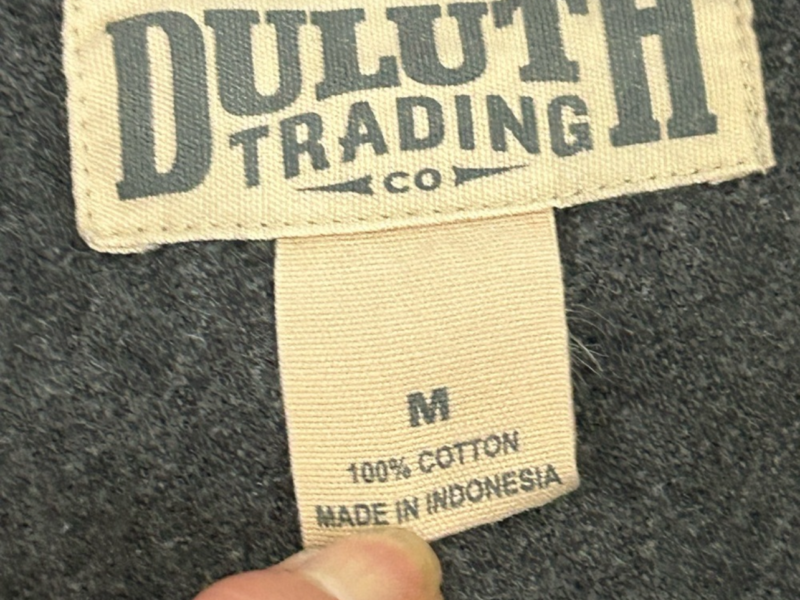 DULUTH
TRADING
CO
M
100% COTTON
MADE IN INDONESIA